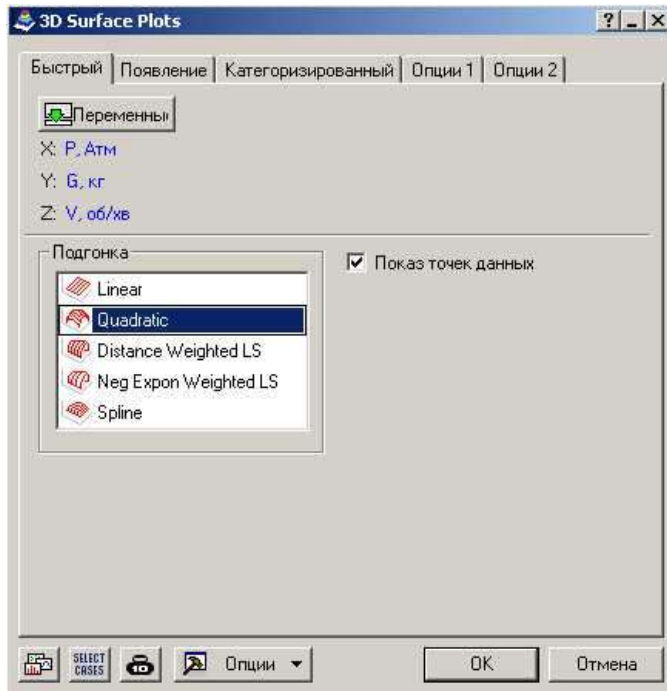 3D Surface Plots
Быстрый Появление Категоризированный Опции 1 Опции 2
Переменны
X: P, Атм
Y: G, кг
Z: V, об/хв
Подгонка
Показ точек данных
Linear
Quadratic
Distance Weighted LS
Neg Expon Weighted LS
Spline
SELECT
CASES
Опции
OK
Отмена